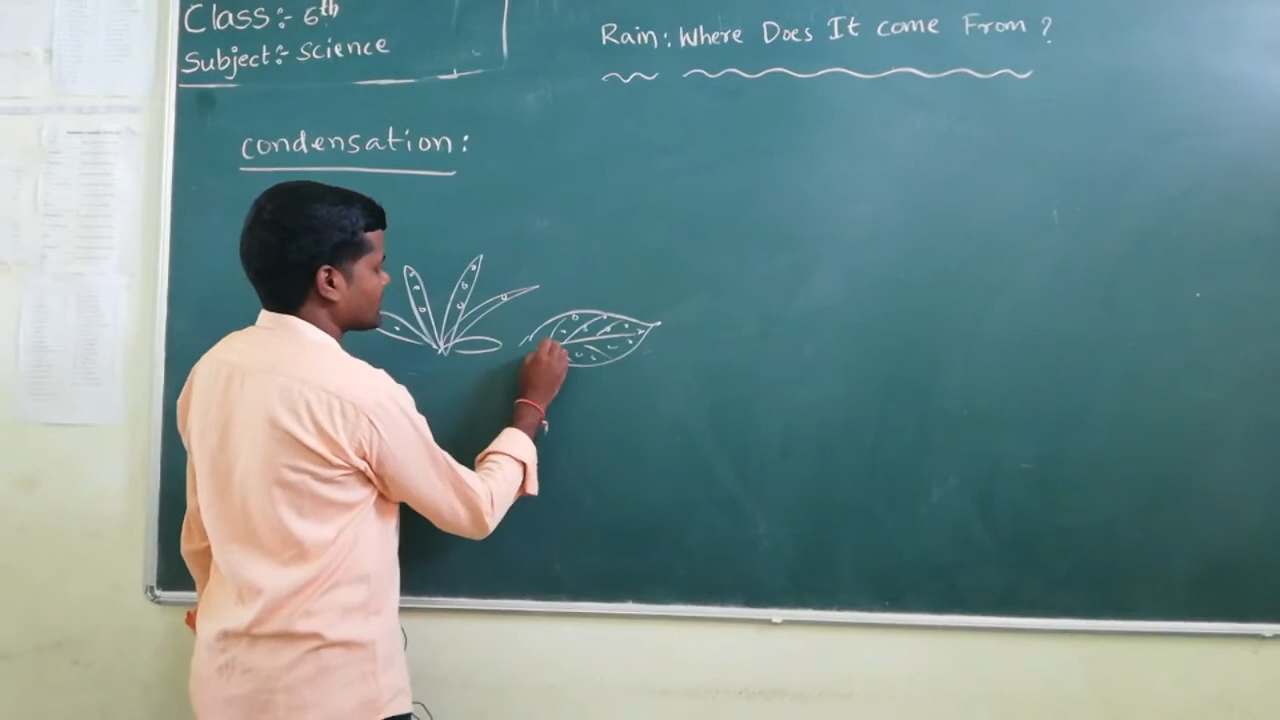 Class:- 6th
Subject:- Science
Rain: Where Does It come From ?
condensation: